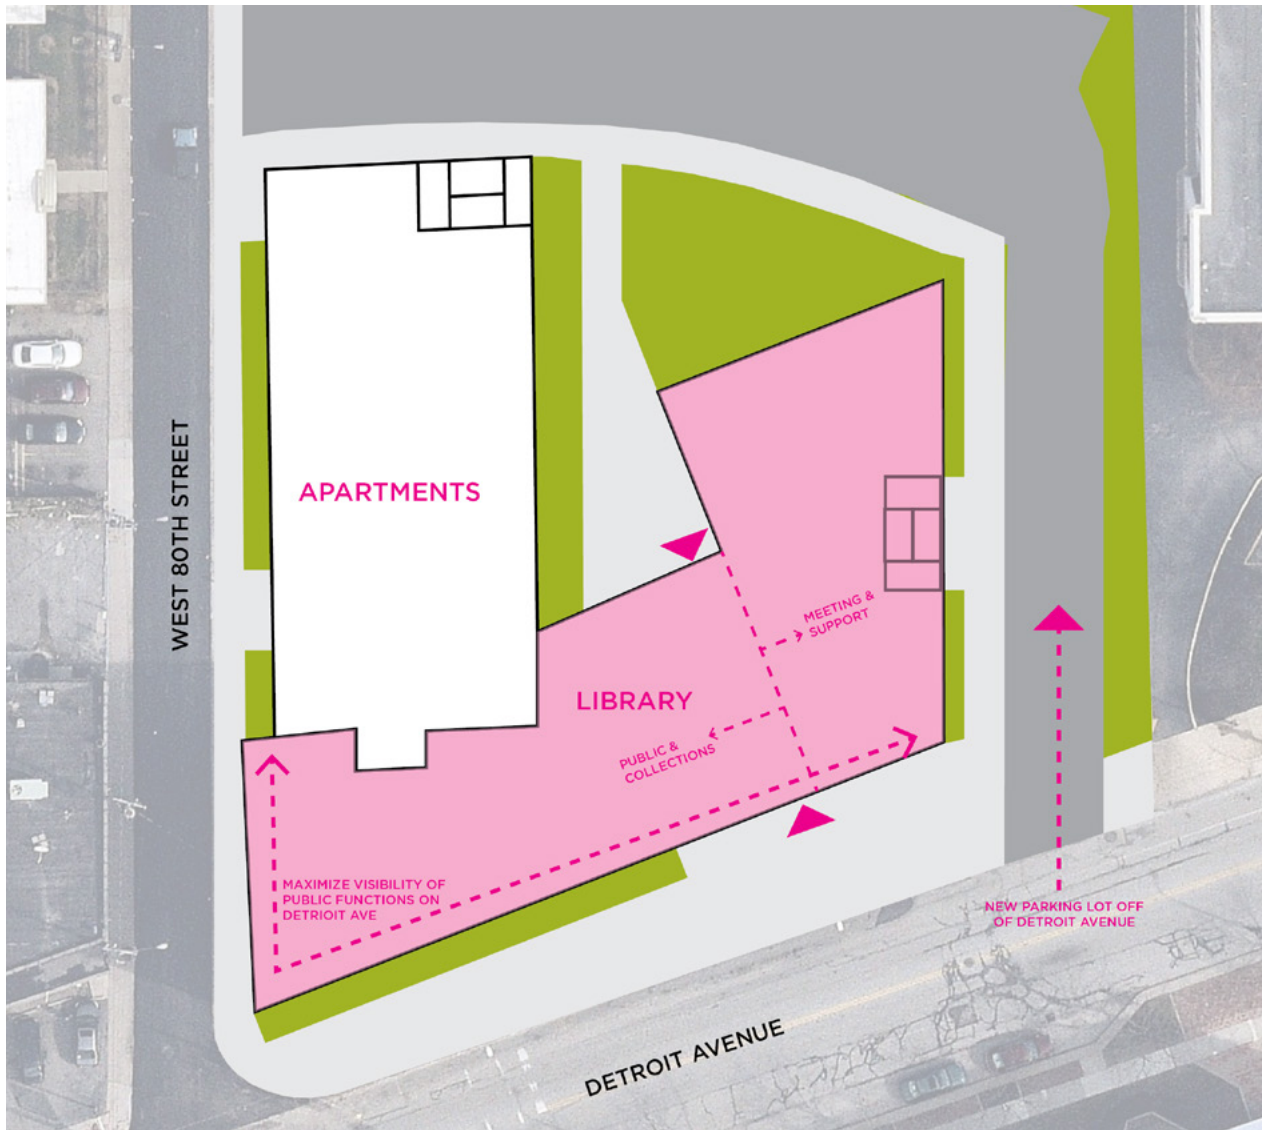 WEST 80TH STREET
APARTMENTS
MEETING &
SUPPORT
LIBRARY
PUBLIC &
COLLECTIONS
MAXIMIZE VISIBILITY OF
PUBLIC FUNCTIONS ON
DETRIOIT AVE
NEW PARKING LOT OFF
OF DETROIT AVENUE
DETROIT AVENUE